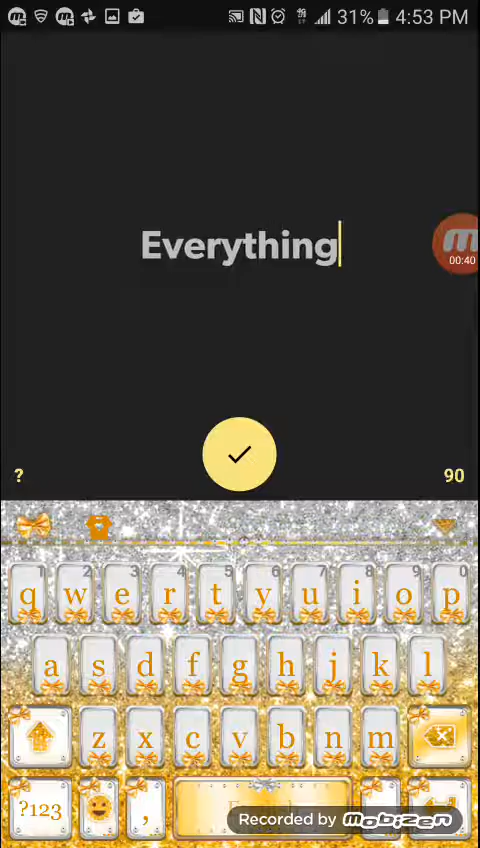 31% 4:53 PM
Everything
00:40
? 90
1 2 3 4 5 6 7 8 9 0
q w e r t y u i o p
a s d f g h j k l
z x c v b n m
?123 ,
Recorded by mobizen